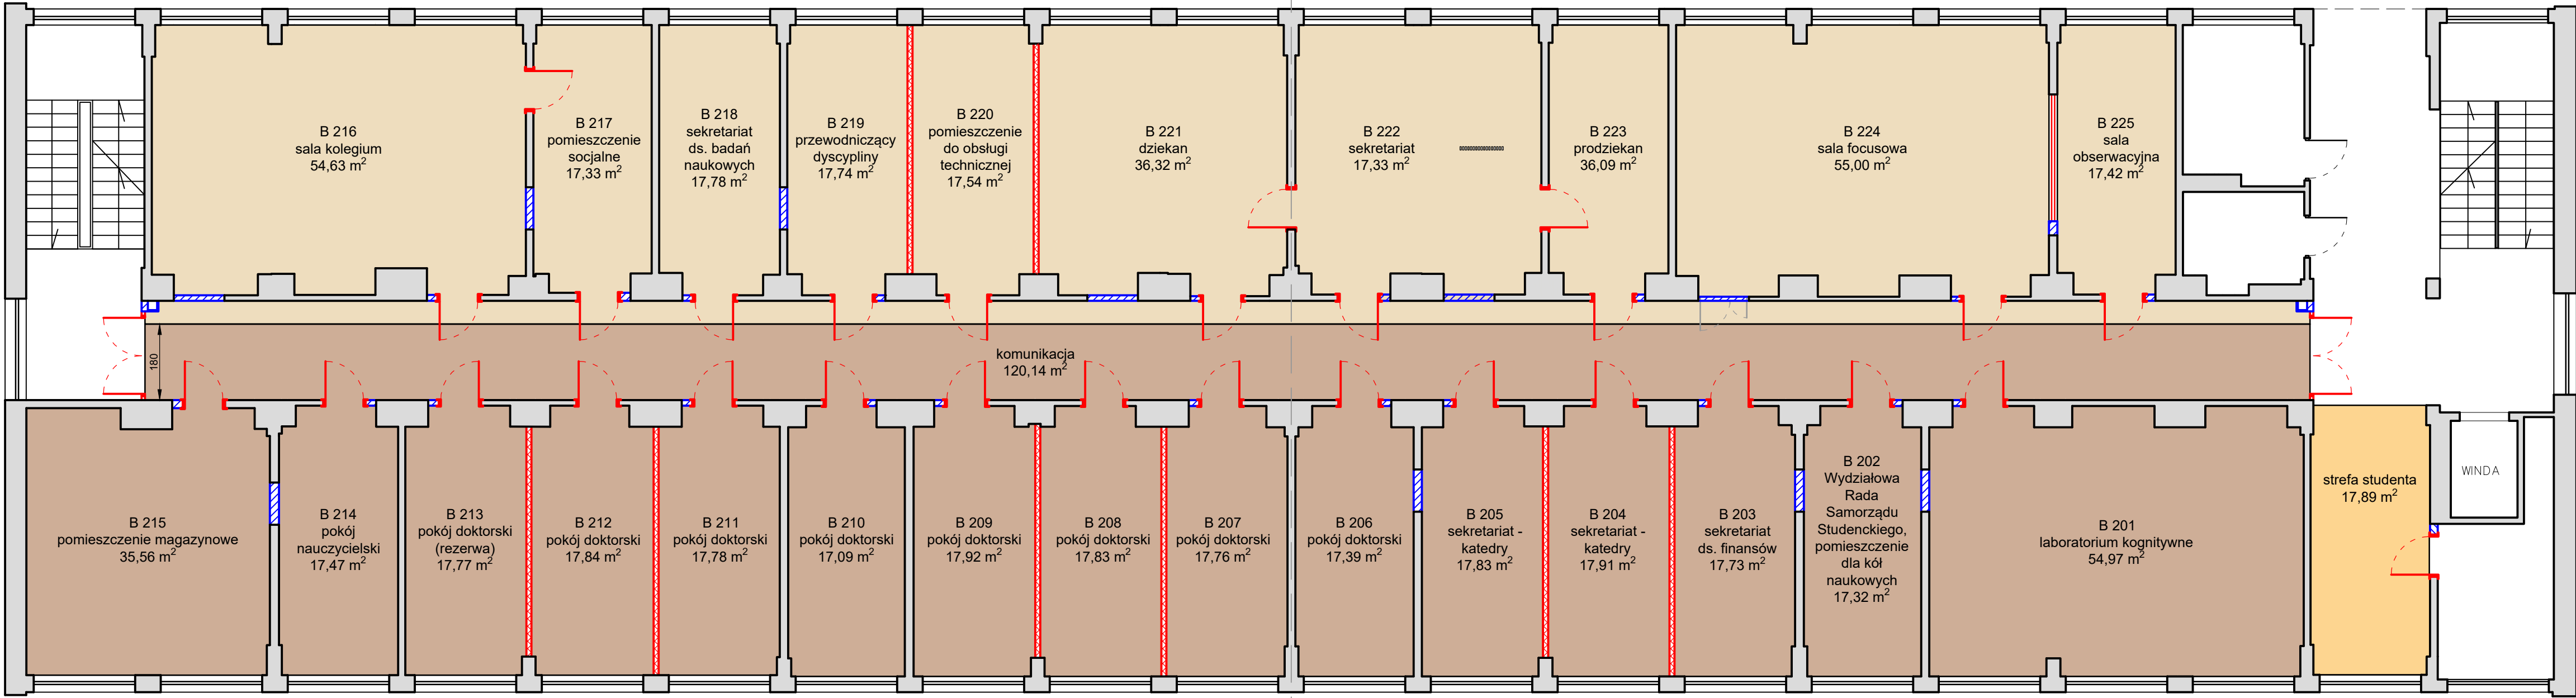 B 216
sala kolegium
54,63 m²
B 217
pomieszczenie
socjalne
17,33 m²
B 218
sekretariat
ds. badań
naukowych
17,78 m²
B 219
przewodniczący
dyscypliny
17,74 m²
B 220
pomieszczenie
do obsługi
technicznej
17,54 m²
B 221
dziekan
36,32 m²
B 222
sekretariat
17,33 m²
B 223
prodziekan
36,09 m²
B 224
sala focusowa
55,00 m²
B 225
sala
obserwacyjna
17,42 m²
180
komunikacja
120,14 m²
B 215
pomieszczenie magazynowe
35,56 m²
B 214
pokój
nauczycielski
17,47 m²
B 213
pokój doktorski
(rezerwa)
17,77 m²
B 212
pokój doktorski
17,84 m²
B 211
pokój doktorski
17,78 m²
B 210
pokój doktorski
17,09 m²
B 209
pokój doktorski
17,92 m²
B 208
pokój doktorski
17,83 m²
B 207
pokój doktorski
17,76 m²
B 206
pokój doktorski
17,39 m²
B 205
sekretariat -
katedry
17,83 m²
B 204
sekretariat -
katedry
17,91 m²
B 203
sekretariat
ds. finansów
17,73 m²
B 202
Wydziałowa
Rada
Samorządu
Studenckiego,
pomieszczenie
dla kół
naukowych
17,32 m²
B 201
laboratorium kognitywne
54,97 m²
strefa studenta
17,89 m²
WINDA